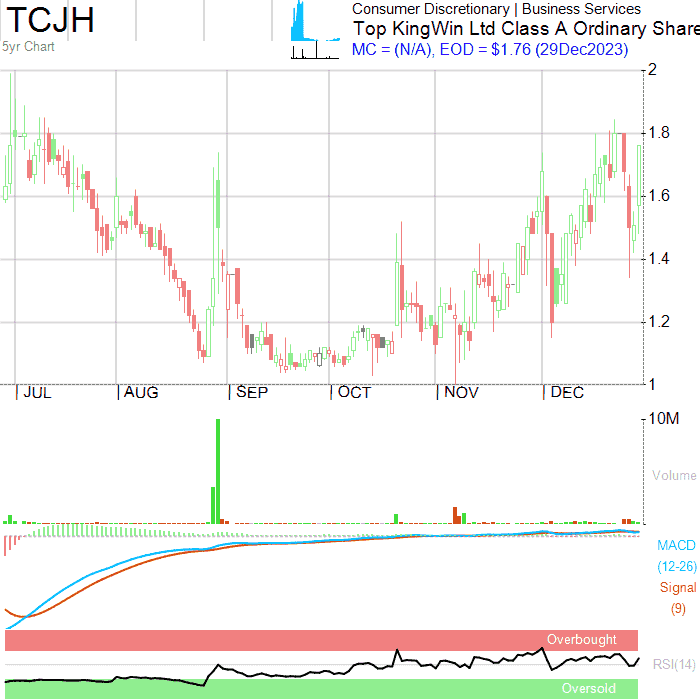 TCJH
5yr Chart
Consumer Discretionary | Business Services
Top KingWin Ltd Class A Ordinary Share
MC = (N/A), EOD = $1.76 (29Dec2023)
2
1.8
1.6
1.4
1.2
1
JUL AUG SEP OCT NOV DEC
10M
Volume
MACD
(12-26)
Signal
(9)
Overbought
RSI(14)
Oversold